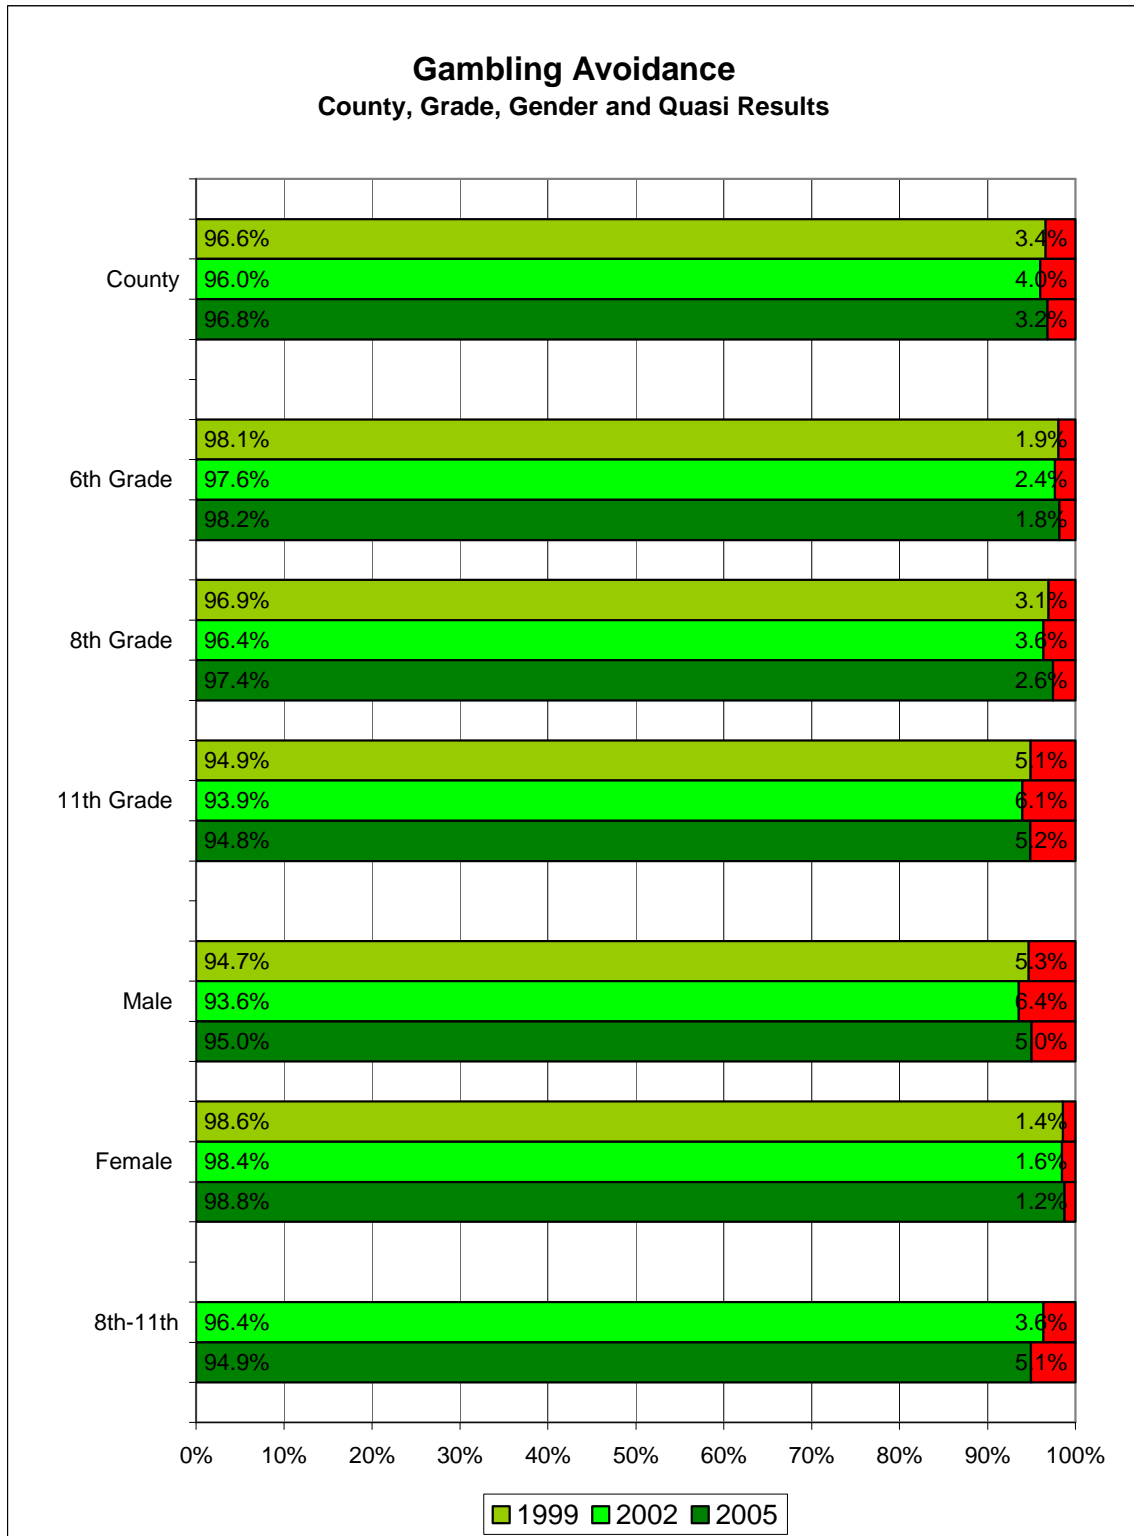 Gambling Avoidance
County, Grade, Gender and Quasi Results
96.6% 3.4%
County 96.0% 4.0%
96.8% 3.2%
98.1% 1.9%
6th Grade 97.6% 2.4%
98.2% 1.8%
96.9% 3.1%
8th Grade 96.4% 3.6%
97.4% 2.6%
94.9% 5.1%
11th Grade 93.9% 6.1%
94.8% 5.2%
94.7% 5.3%
Male 93.6% 6.4%
95.0% 5.0%
98.6% 1.4%
Female 98.4% 1.6%
98.8% 1.2%
8th-11th 96.4% 3.6%
94.9% 5.1%
0% 10% 20% 30% 40% 50% 60% 70% 80% 90% 100%
1999 2002 2005